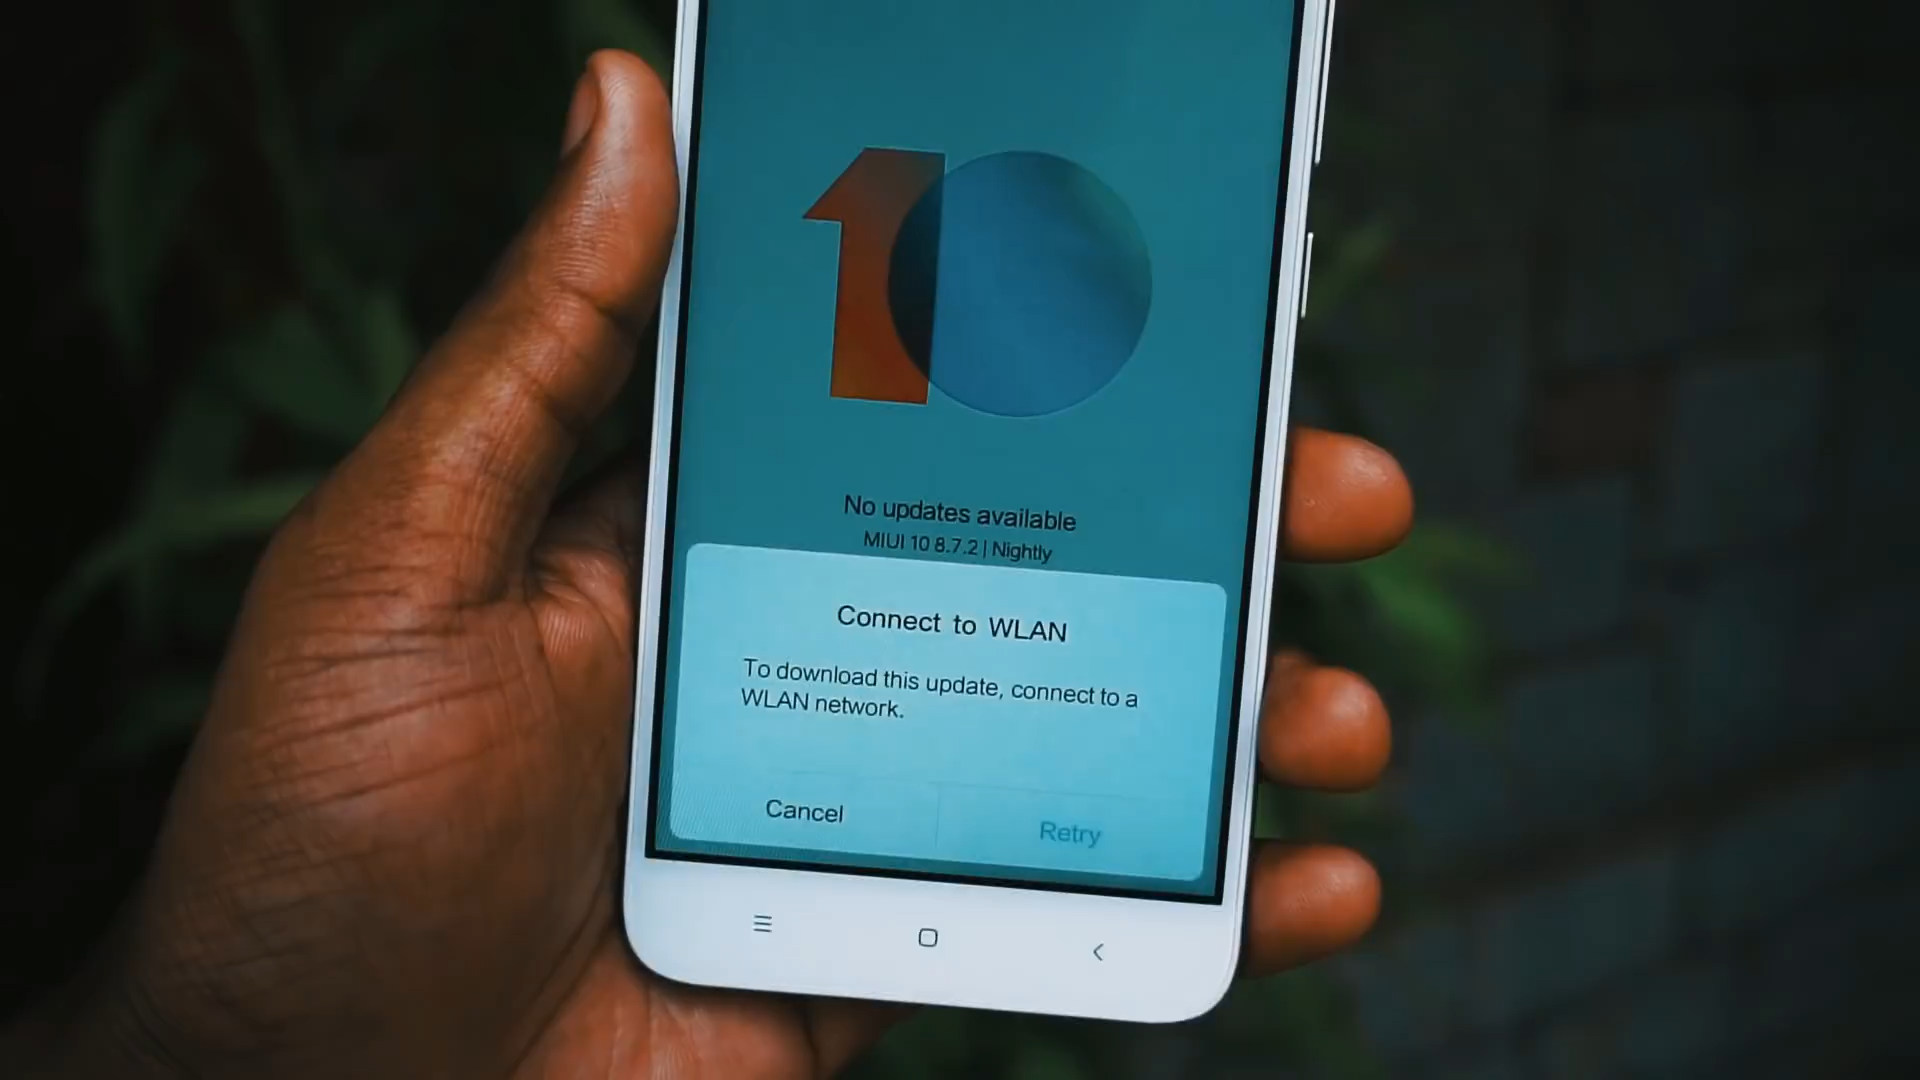 10
No updates available
MIUI 10 8.7.2 | Nightly
Connect to WLAN
To download this update, connect to a
WLAN network.
Cancel
Retry